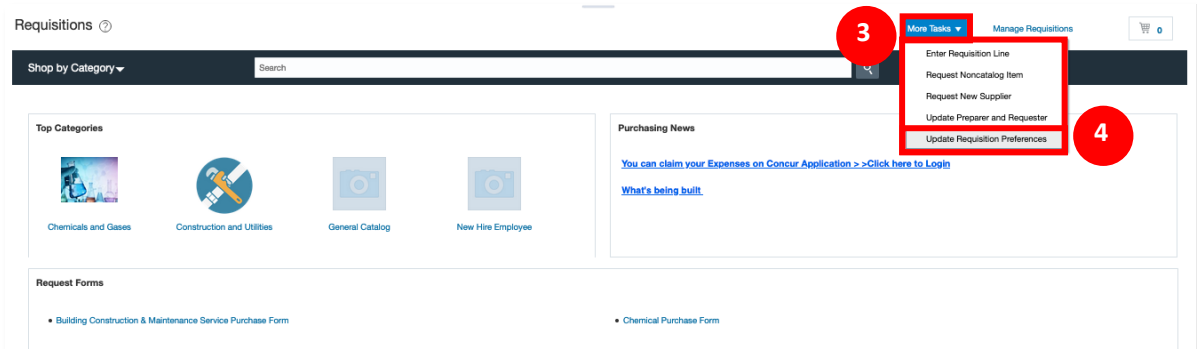 Requisitions ?
3
More Tasks
Manage Requisitions
0
Shop by Category
Search
Enter Requisition Line
Request Noncatalog Item
Request New Supplier
Update Preparer and Requester
Update Requisition Preferences
4
Top Categories
Chemicals and Gases
Construction and Utilities
General Catalog
New Hire Employee
Purchasing News
You can claim your Expenses on Concur Application > >Click here to Login
What's being built
Request Forms
• Building Construction & Maintenance Service Purchase Form
• Chemical Purchase Form